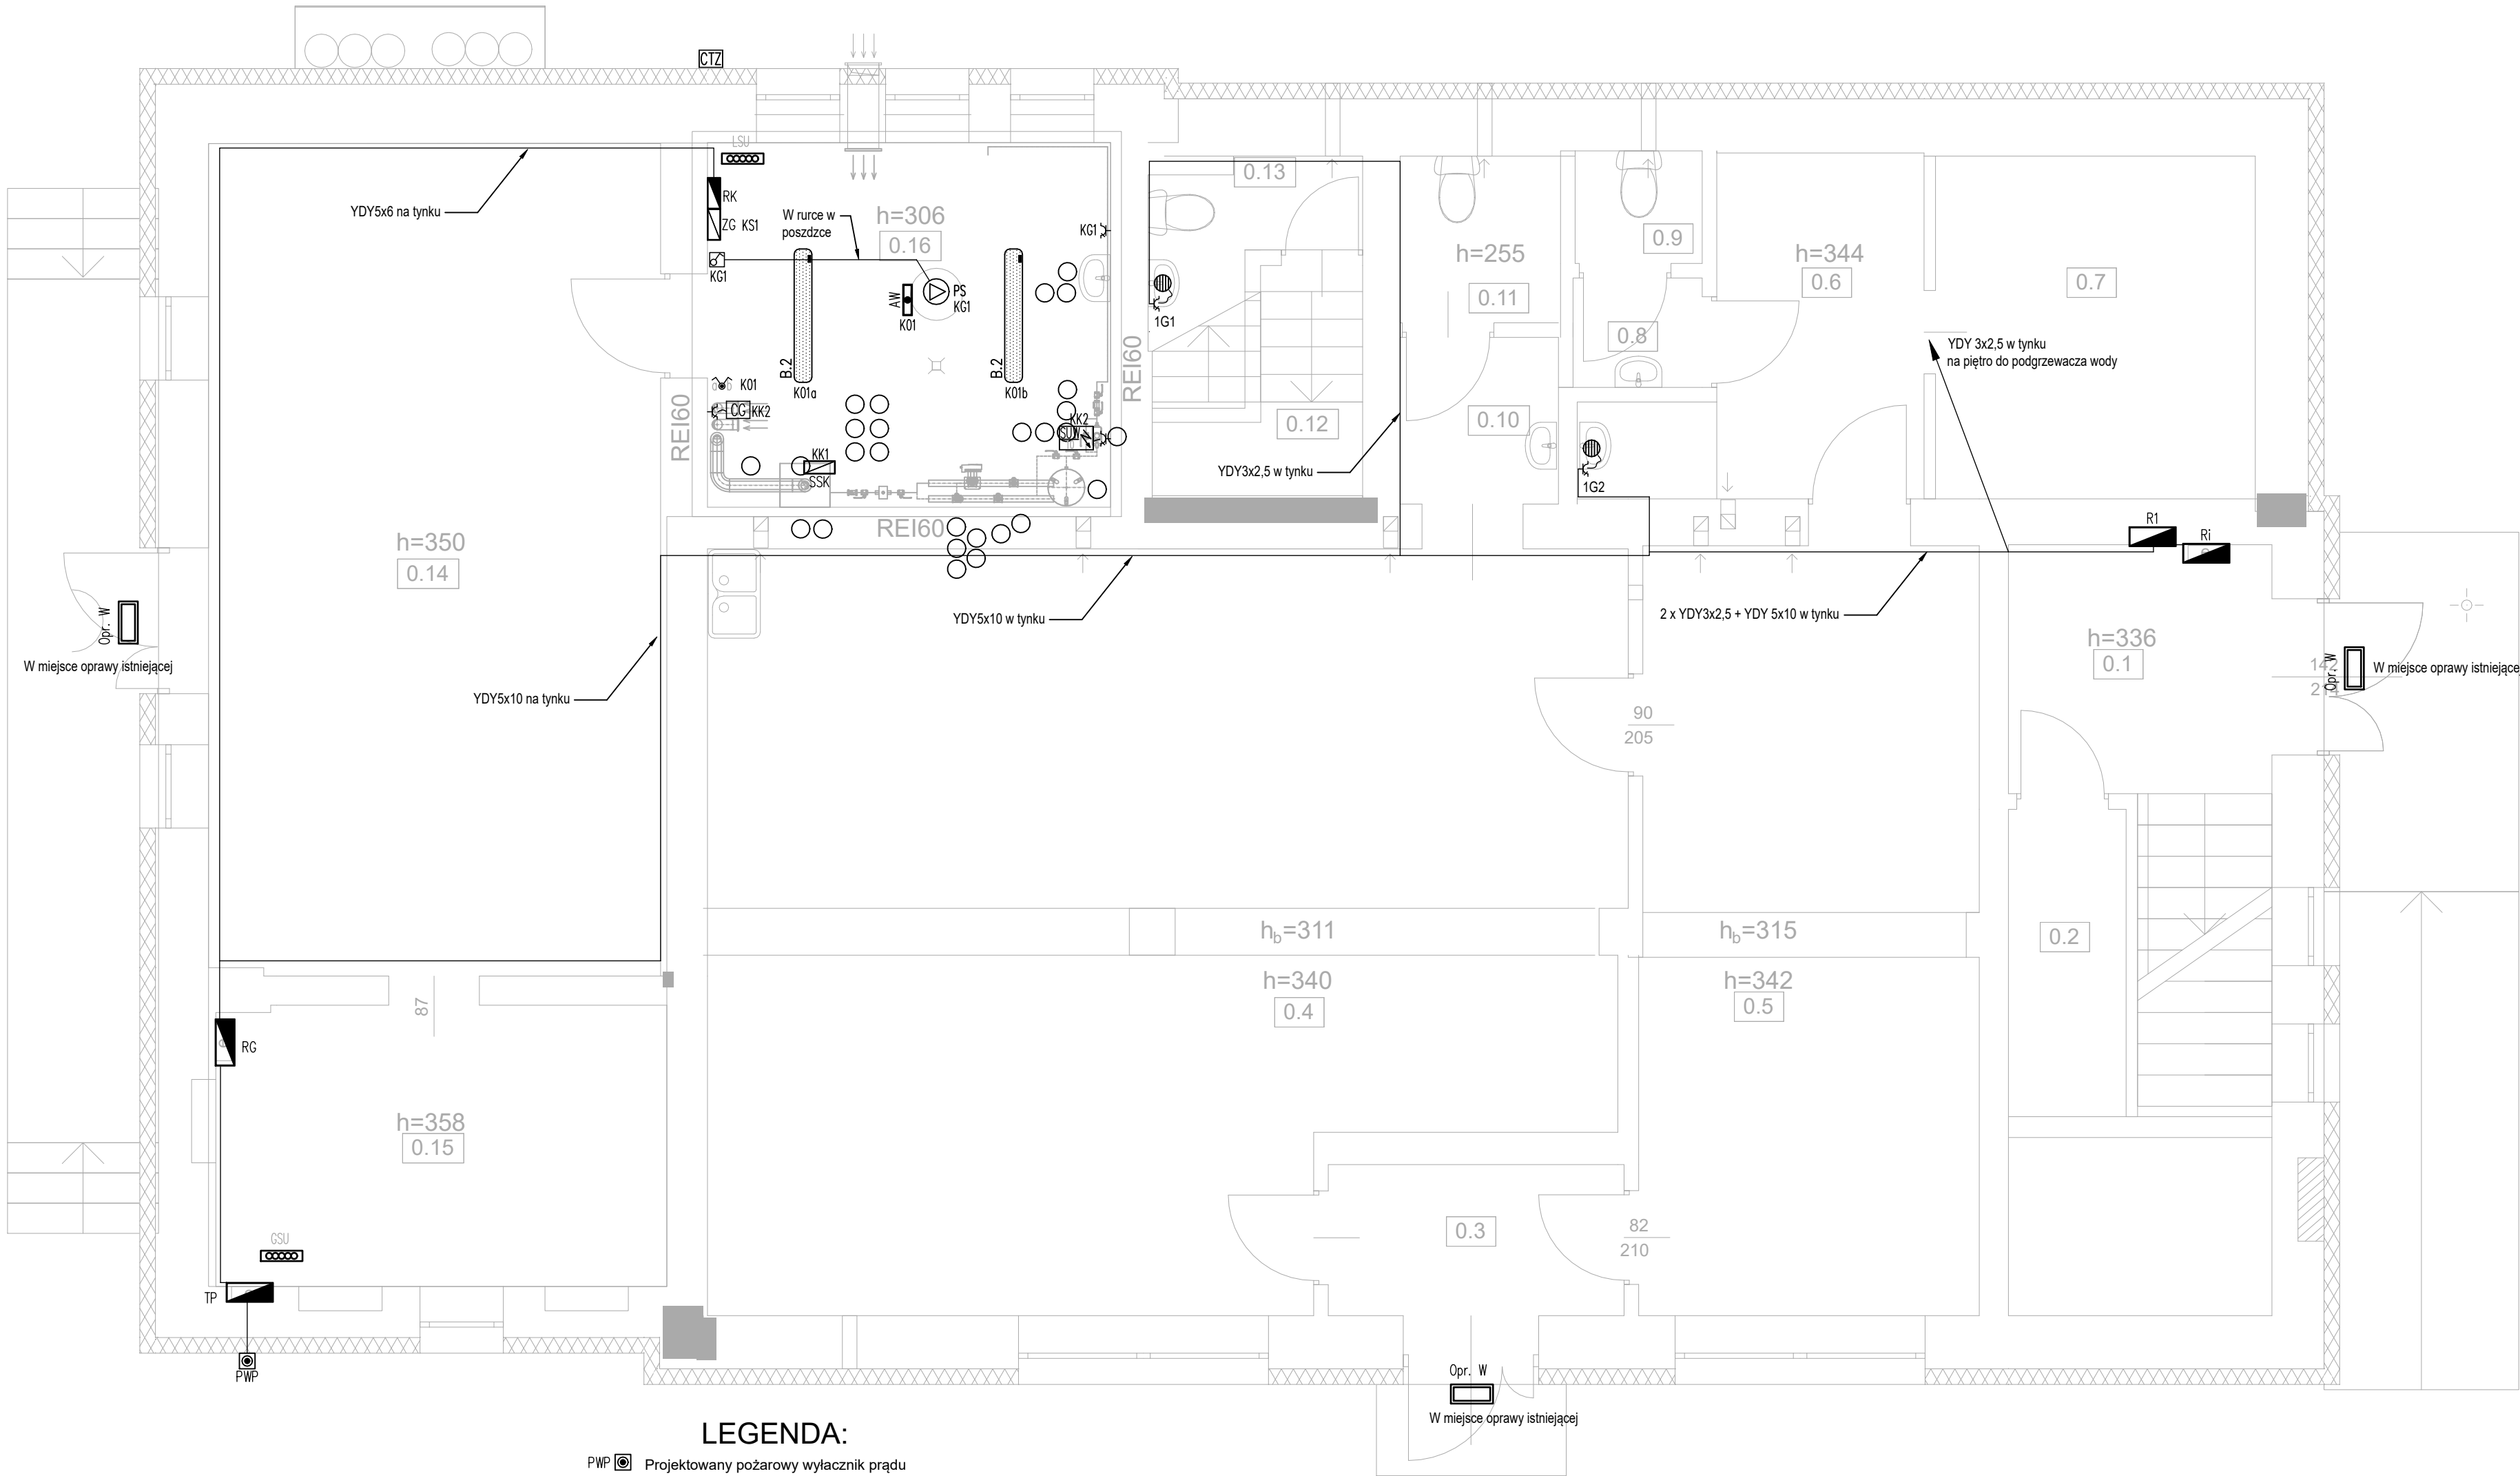 CTZ
LSU
RK
ZG KS1
KG1
YDY5x6 na tynku
W rurce w
poszdzce
h=306
0.16
KG1
AW
K01
PS
KG1
B.2
K01a
B.2
K01b
K01
CG
KK2
KK1
SSK
KK2
REI60
REI60
REI60
0.13
1G1
0.12
YDY3x2,5 w tynku
h=255
0.11
0.10
0.9
0.8
1G2
h=344
0.6
0.7
YDY 3x2,5 w tynku
na piętro do podgrzewacza wody
R1
Ri
h=350
0.14
Opr. W
W miejsce oprawy istniejącej
YDY5x10 na tynku
YDY5x10 w tynku
2 x YDY3x2,5 + YDY 5x10 w tynku
h=336
0.1
142
Opr. W
W miejsce oprawy istniejące
90
205
hb=311
hb=315
0.2
h=340
0.4
h=342
0.5
87
RG
h=358
0.15
GSU
TP
PWP
0.3
82
210
Opr. W
W miejsce oprawy istniejącej
LEGENDA:
PWP Projektowany pożarowy wyłacznik prądu